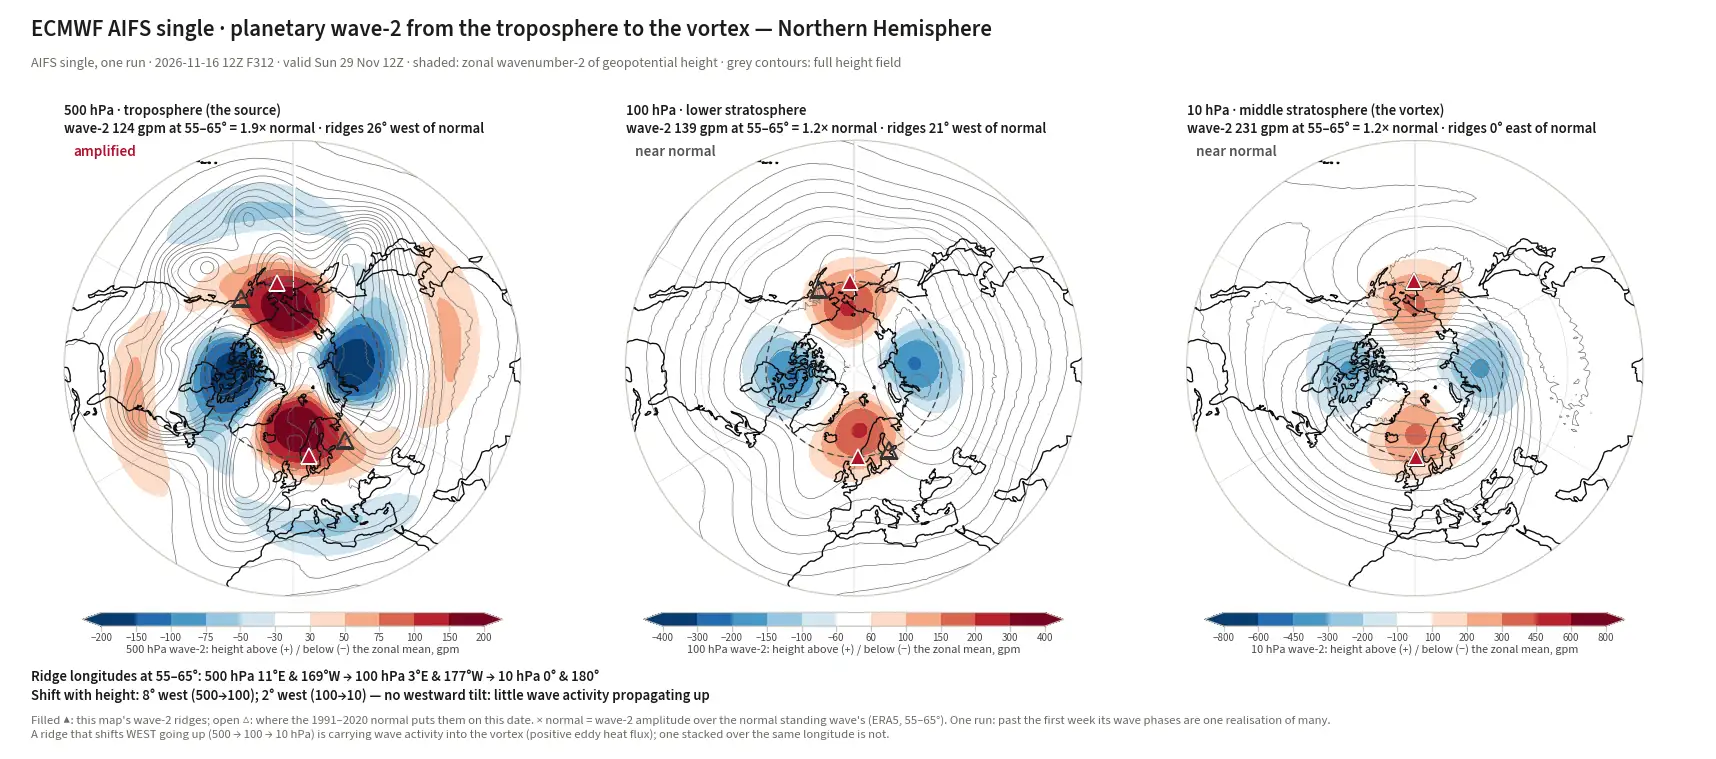 ECMWF AIFS single · planetary wave-2 from the troposphere to the vortex — Northern Hemisphere
AIFS single, one run · 2026-11-16 12Z F312 · valid Sun 29 Nov 12Z · shaded: zonal wavenumber-2 of geopotential height · grey contours: full height field
500 hPa · troposphere (the source)
wave-2 124 gpm at 55–65° = 1.9× normal · ridges 26° west of normal
amplified
100 hPa · lower stratosphere
wave-2 139 gpm at 55–65° = 1.2× normal · ridges 21° west of normal
near normal
10 hPa · middle stratosphere (the vortex)
wave-2 231 gpm at 55–65° = 1.2× normal · ridges 0° east of normal
near normal
−200 −150 −100 −75 −50 −30 30 50 75 100 150 200
500 hPa wave-2: height above (+) / below (−) the zonal mean, gpm
−400 −300 −200 −150 −100 −60 60 100 150 200 300 400
100 hPa wave-2: height above (+) / below (−) the zonal mean, gpm
−800 −600 −450 −300 −200 −100 100 200 300 450 600 800
10 hPa wave-2: height above (+) / below (−) the zonal mean, gpm
Ridge longitudes at 55–65°: 500 hPa 11°E & 169°W → 100 hPa 3°E & 177°W → 10 hPa 0° & 180°
Shift with height: 8° west (500→100); 2° west (100→10) — no westward tilt: little wave activity propagating up
Filled ▲: this map's wave-2 ridges; open △: where the 1991–2020 normal puts them on this date. × normal = wave-2 amplitude over the normal standing wave's (ERA5, 55–65°). One run: past the first week its wave phases are one realisation of many.
A ridge that shifts WEST going up (500 → 100 → 10 hPa) is carrying wave activity into the vortex (positive eddy heat flux); one stacked over the same longitude is not.